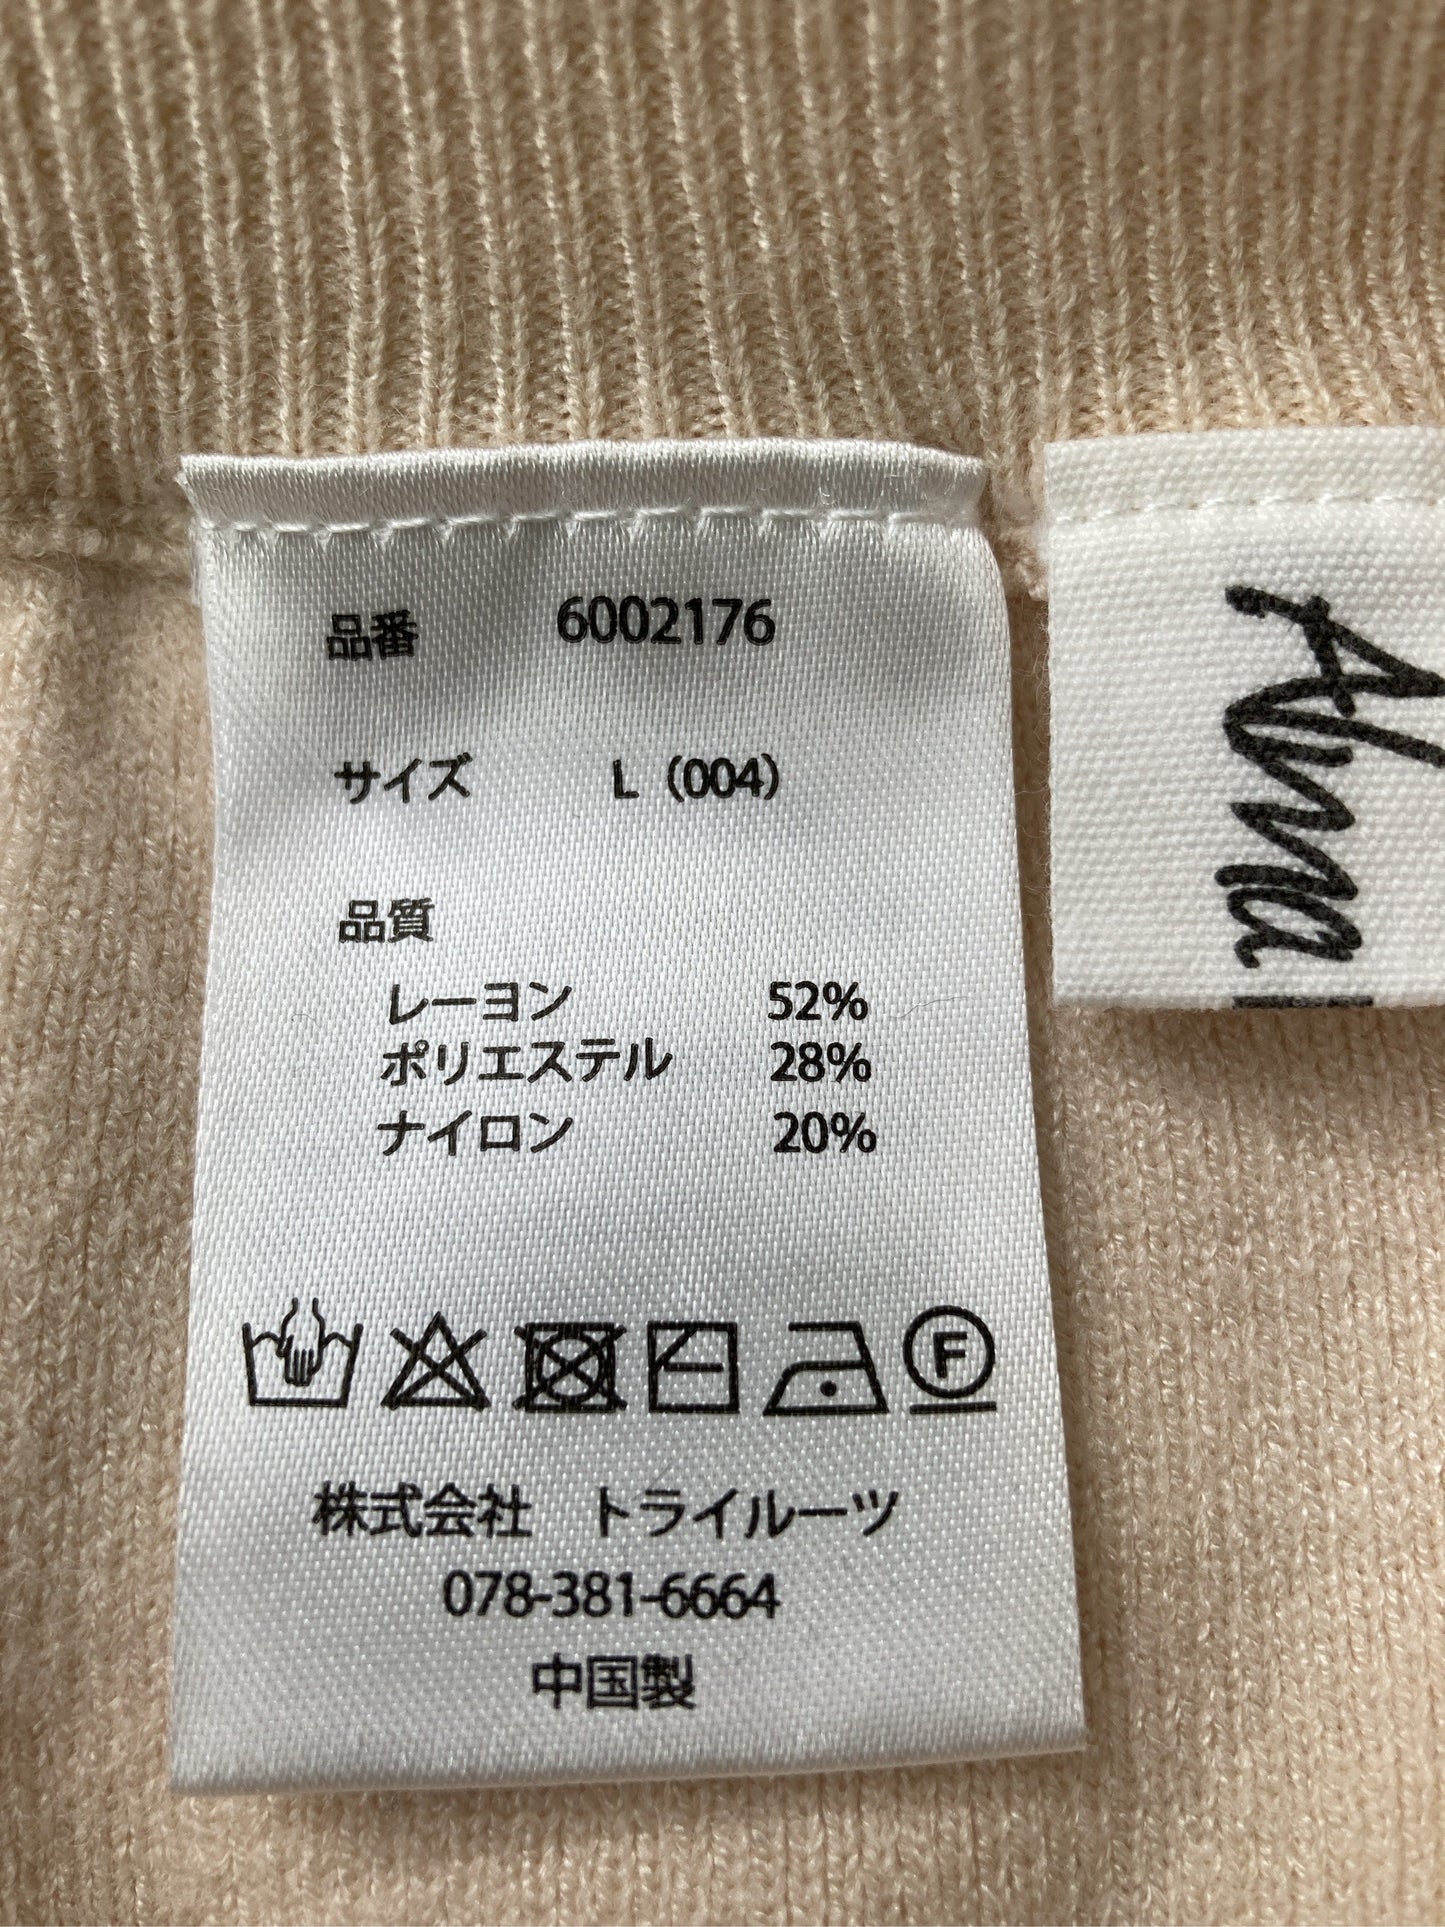 品番 6002176
サイズ L（004）
品質
レーヨン 52%
ポリエステル 28%
ナイロン 20%
F
株式会社 トライルーツ
078-381-6664
中国製
Alma